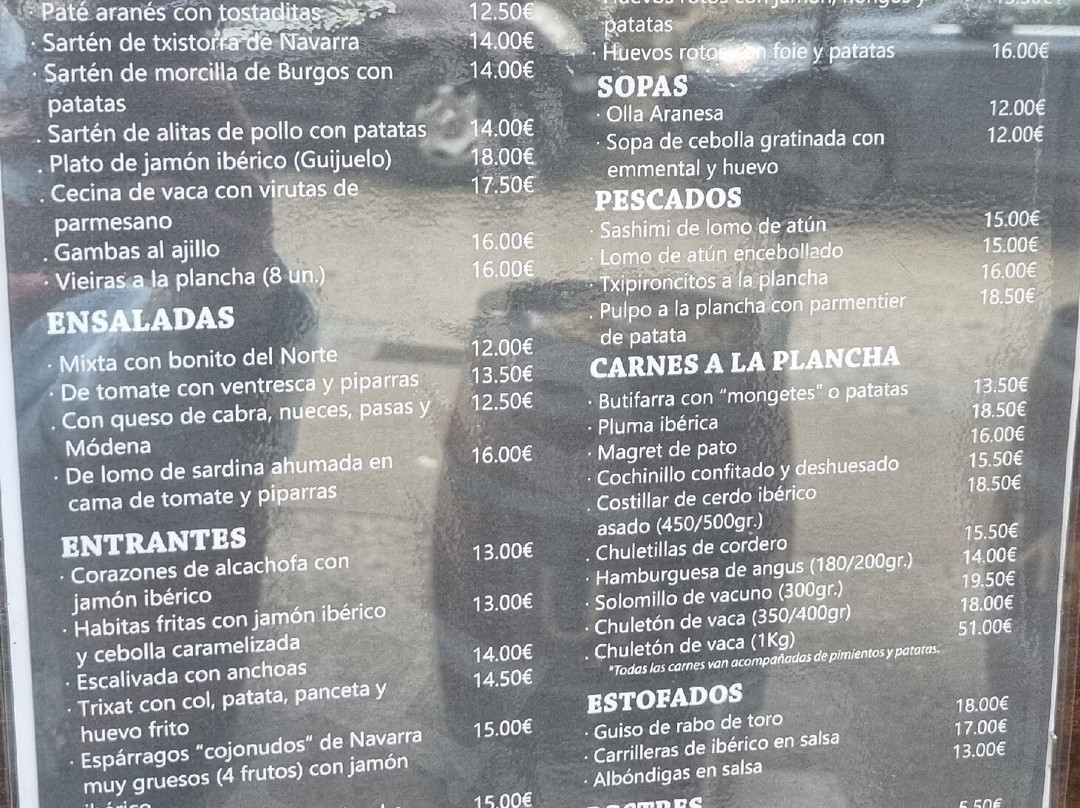 Paté aranés con tostaditas 12.50€
· Sartén de txistorra de Navarra 14.00€
· Sartén de morcilla de Burgos con 14.00€
patatas
· Sartén de alitas de pollo con patatas 14.00€
· Plato de jamón ibérico (Guijuelo) 18.00€
· Cecina de vaca con virutas de 17.50€
parmesano
· Gambas al ajillo 16.00€
· Vieiras a la plancha (8 un.) 16.00€
ENSALADAS
· Mixta con bonito del Norte 12.00€
· De tomate con ventresca y piparras 13.50€
· Con queso de cabra, nueces, pasas y 12.50€
Módena
· De lomo de sardina ahumada en 16.00€
cama de tomate y piparras
ENTRANTES
· Corazones de alcachofa con 13.00€
jamón ibérico
· Habitas fritas con jamón ibérico 13.00€
y cebolla caramelizada
· Escalivada con anchoas 14.00€
· Trixat con col, patata, panceta y 14.50€
huevo frito
· Espárragos "cojonudos" de Navarra 15.00€
muy gruesos (4 frutos) con jamón
ibérico
15.00€
Huevos rotos con jamón, hongos y
patatas
· Huevos rotos con foie y patatas 16.00€
SOPAS
· Olla Aranesa 12.00€
· Sopa de cebolla gratinada con 12.00€
emmental y huevo
PESCADOS
· Sashimi de lomo de atún 15.00€
· Lomo de atún encebollado 15.00€
· Txipironcitos a la plancha 16.00€
· Pulpo a la plancha con parmentier 18.50€
de patata
CARNES A LA PLANCHA
· Butifarra con "mongetes" o patatas 13.50€
· Pluma ibérica 18.50€
· Magret de pato 16.00€
· Cochinillo confitado y deshuesado 15.50€
· Costillar de cerdo ibérico 18.50€
asado (450/500gr.)
· Chuletillas de cordero 15.50€
· Hamburguesa de angus (180/200gr.) 14.00€
· Solomillo de vacuno (300gr.) 19.50€
· Chuletón de vaca (350/400gr) 18.00€
· Chuletón de vaca (1Kg) 51.00€
*Todas las carnes van acompañadas de pimientos y patatas.
ESTOFADOS
· Guiso de rabo de toro 18.00€
· Carrilleras de ibérico en salsa 17.00€
· Albóndigas en salsa 13.00€
POSTRES
5.50€